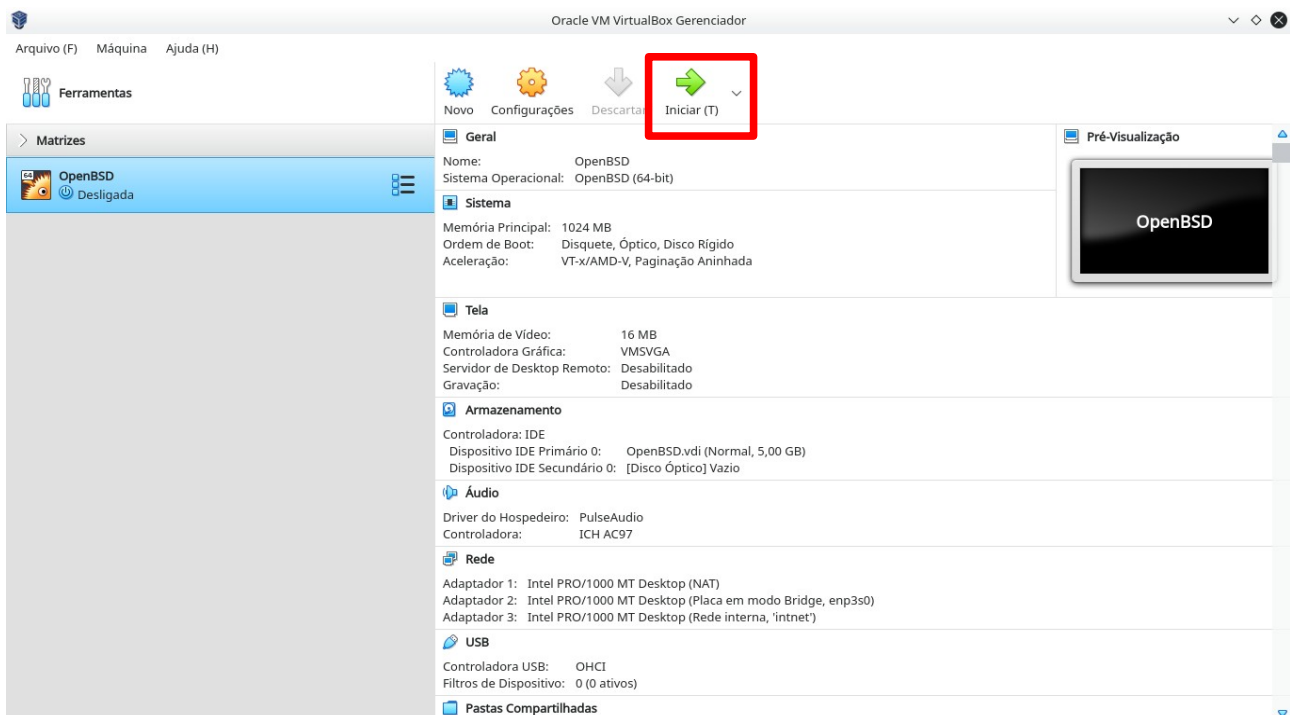 Oracle VM VirtualBox Gerenciador
Arquivo (F) Máquina Ajuda (H)
Ferramentas
Novo Configurações Descartar Iniciar (T)
Matrizes
64
OpenBSD
Desligada
Geral
Nome: OpenBSD
Sistema Operacional: OpenBSD (64-bit)
Pré-Visualização
OpenBSD
Sistema
Memória Principal: 1024 MB
Ordem de Boot: Disquete, Óptico, Disco Rígido
Aceleração: VT-x/AMD-V, Paginação Aninhada
Tela
Memória de Vídeo: 16 MB
Controladora Gráfica: VMSVGA
Servidor de Desktop Remoto: Desabilitado
Gravação: Desabilitado
Armazenamento
Controladora: IDE
Dispositivo IDE Primário 0: OpenBSD.vdi (Normal, 5,00 GB)
Dispositivo IDE Secundário 0: [Disco Óptico] Vazio
Áudio
Driver do Hospedeiro: PulseAudio
Controladora: ICH AC97
Rede
Adaptador 1: Intel PRO/1000 MT Desktop (NAT)
Adaptador 2: Intel PRO/1000 MT Desktop (Placa em modo Bridge, enp3s0)
Adaptador 3: Intel PRO/1000 MT Desktop (Rede interna, 'intnet')
USB
Controladora USB: OHCI
Filtros de Dispositivo: 0 (0 ativos)
Pastas Compartilhadas